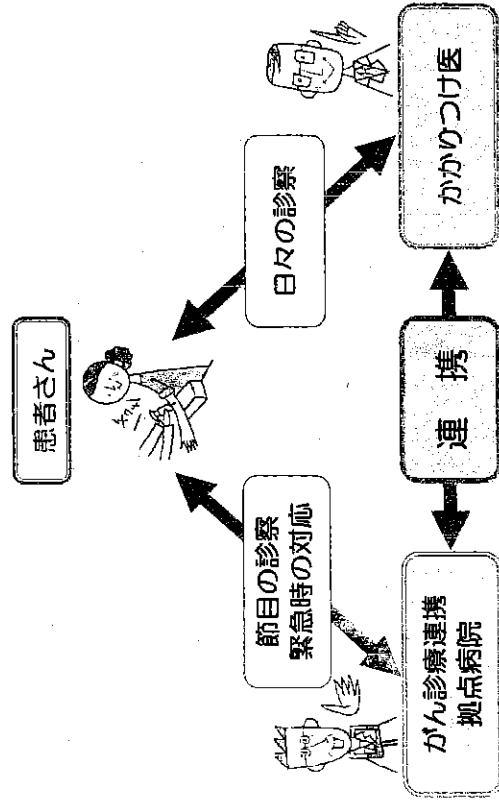 患者さん
節目の診察
緊急時の対応
日々の診察
がん診療連携
拠点病院
連 携
かかりつけ医